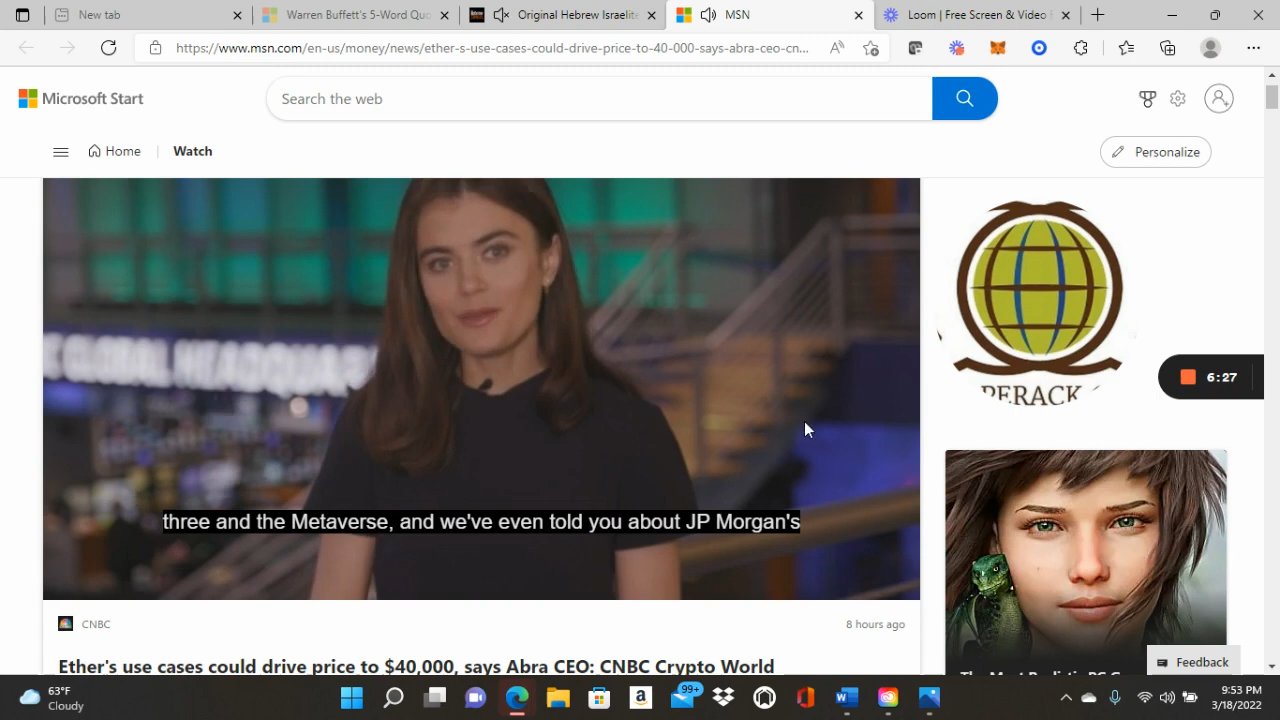 New tab
Warren Buffett's 5-Word Quo
Original Hebrew Israelite
MSN
Loom | Free Screen & Video
https://www.msn.com/en-us/money/news/ether-s-use-cases-could-drive-price-to-40-000-says-abra-ceo-cn...
Microsoft Start
Search the web
Home
Watch
Personalize
three and the Metaverse, and we've even told you about JP Morgan's
PERACK
6:27
CNBC
8 hours ago
Ether's use cases could drive price to $40,000, says Abra CEO: CNBC Crypto World
Feedback
63°F
Cloudy
99+
9:53 PM
3/18/2022